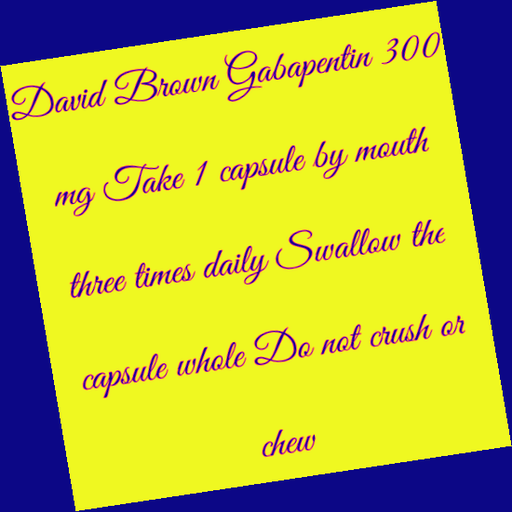 David Brown Gabapentin 300
mg Take 1 capsule by mouth
three times daily Swallow the
capsule whole Do not crush or
chew